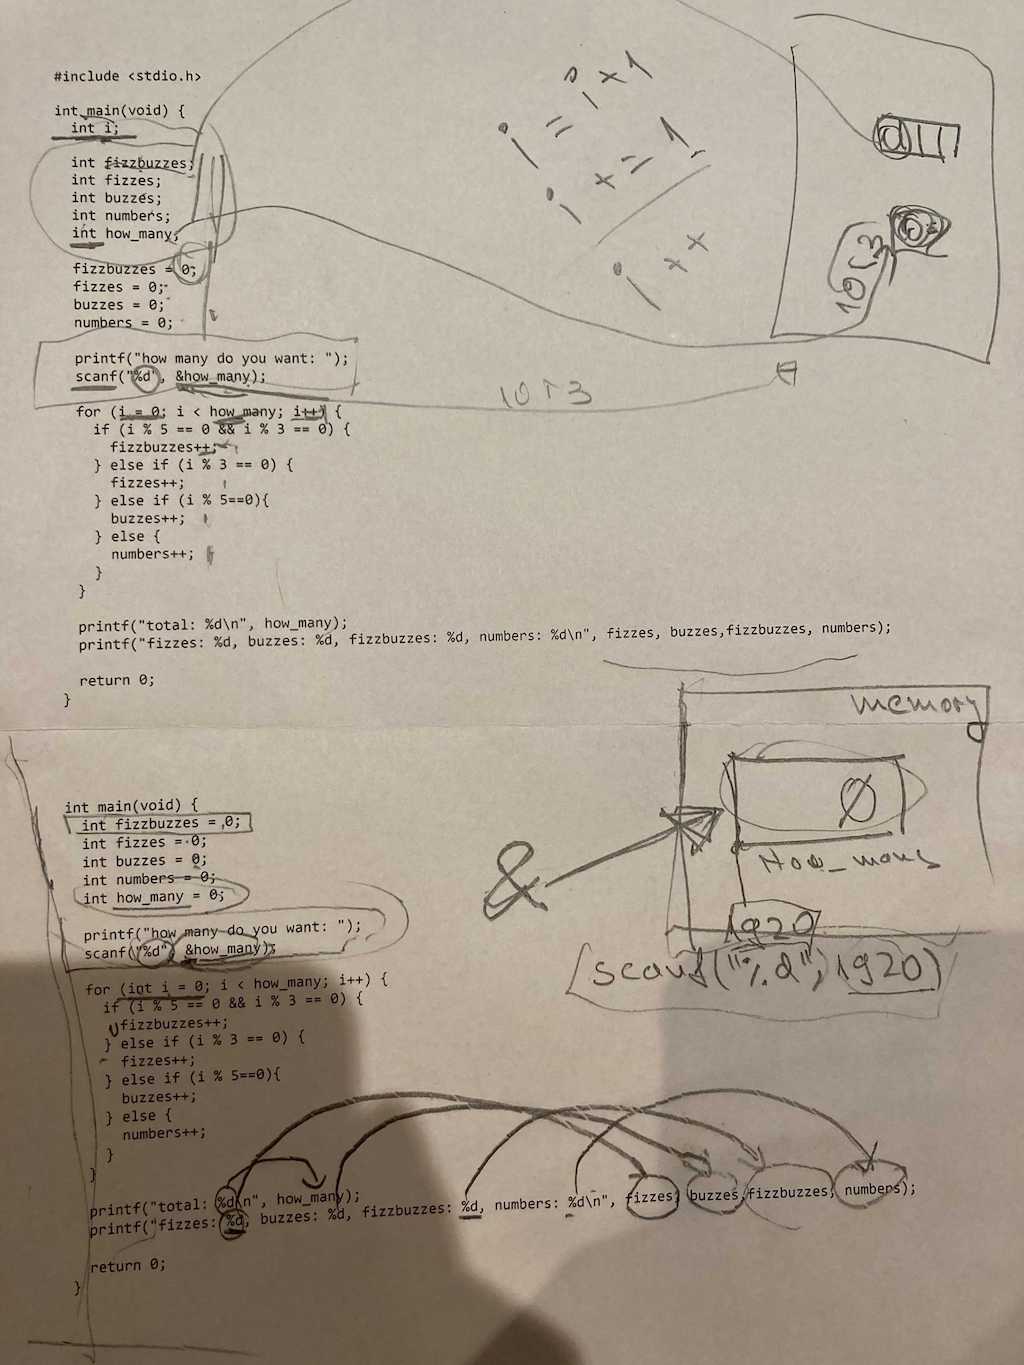 #include <stdio.h>
int main(void) {
int i;
int fizzbuzzes;
int fizzes;
int buzzes;
int numbers;
int how_many;
fizzbuzzes = 0;
fizzes = 0;
buzzes = 0;
numbers = 0;
printf("how many do you want: ");
scanf("%d", &how_many);
for (i = 0; i < how_many; i++) {
if (i % 5 == 0 && i % 3 == 0) {
fizzbuzzes++;
} else if (i % 3 == 0) {
fizzes++;
} else if (i % 5==0){
buzzes++;
} else {
numbers++;
}
}
printf("total: %d\n", how_many);
printf("fizzes: %d, buzzes: %d, fizzbuzzes: %d, numbers: %d\n", fizzes, buzzes,fizzbuzzes, numbers);
return 0;
}
i = i + 1
i += 1
i ++
d
1013
1013
memory
0
&
How_many
1920
scanf("%d", 1920)
int main(void) {
int fizzbuzzes = 0;
int fizzes = 0;
int buzzes = 0;
int numbers = 0;
int how_many = 0;
printf("how many do you want: ");
scanf("%d", &how_many);
for (int i = 0; i < how_many; i++) {
if (i % 5 == 0 && i % 3 == 0) {
fizzbuzzes++;
} else if (i % 3 == 0) {
fizzes++;
} else if (i % 5==0){
buzzes++;
} else {
numbers++;
}
}
printf("total: %d\n", how_many);
printf("fizzes: %d, buzzes: %d, fizzbuzzes: %d, numbers: %d\n", fizzes, buzzes,fizzbuzzes, numbers);
return 0;
}